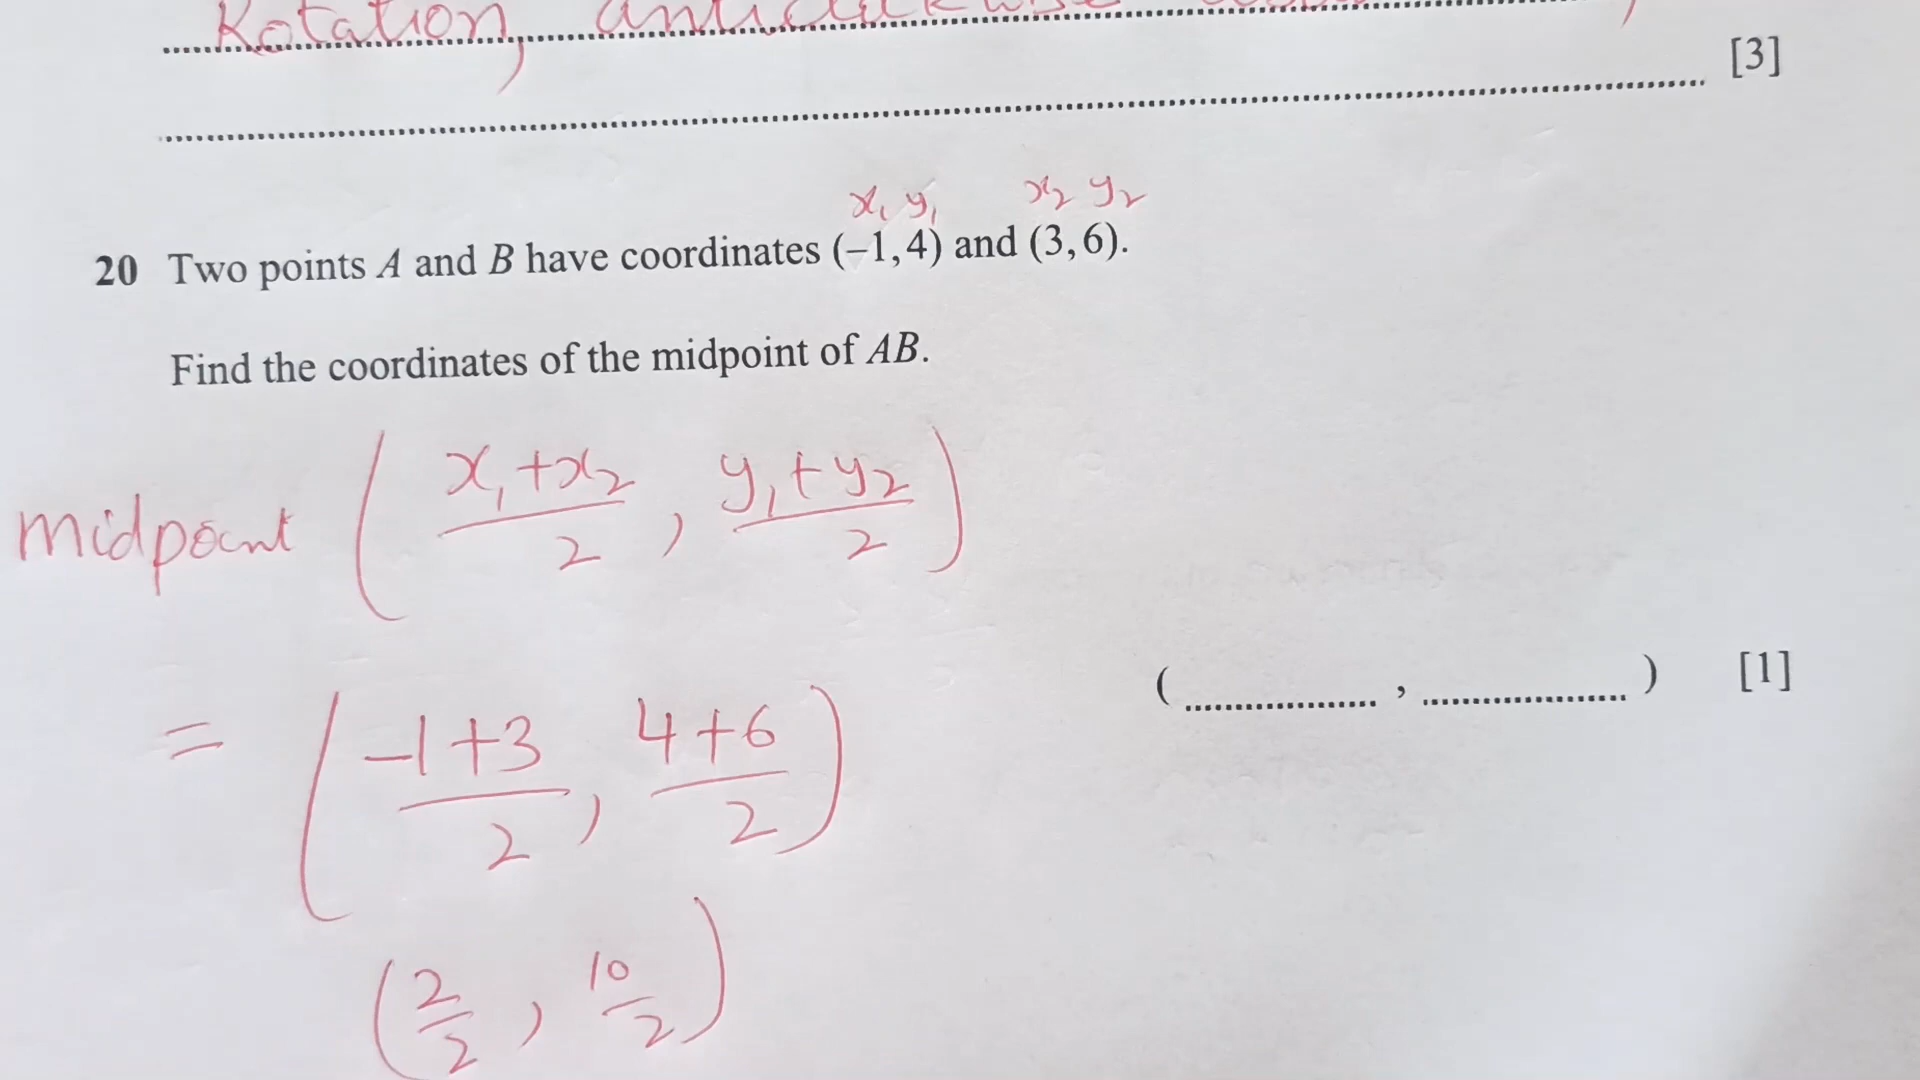 Rotation, anticlockwise
[3]
x₁ y₁ x₂ y₂
20 Two points A and B have coordinates (−1, 4) and (3, 6).
Find the coordinates of the midpoint of AB.
midpoint ( x₁+x₂/2 , y₁+y₂/2 )
= ( −1+3/2 , 4+6/2 )
( .................. , .................. ) [1]
( 2/2 , 10/2 )